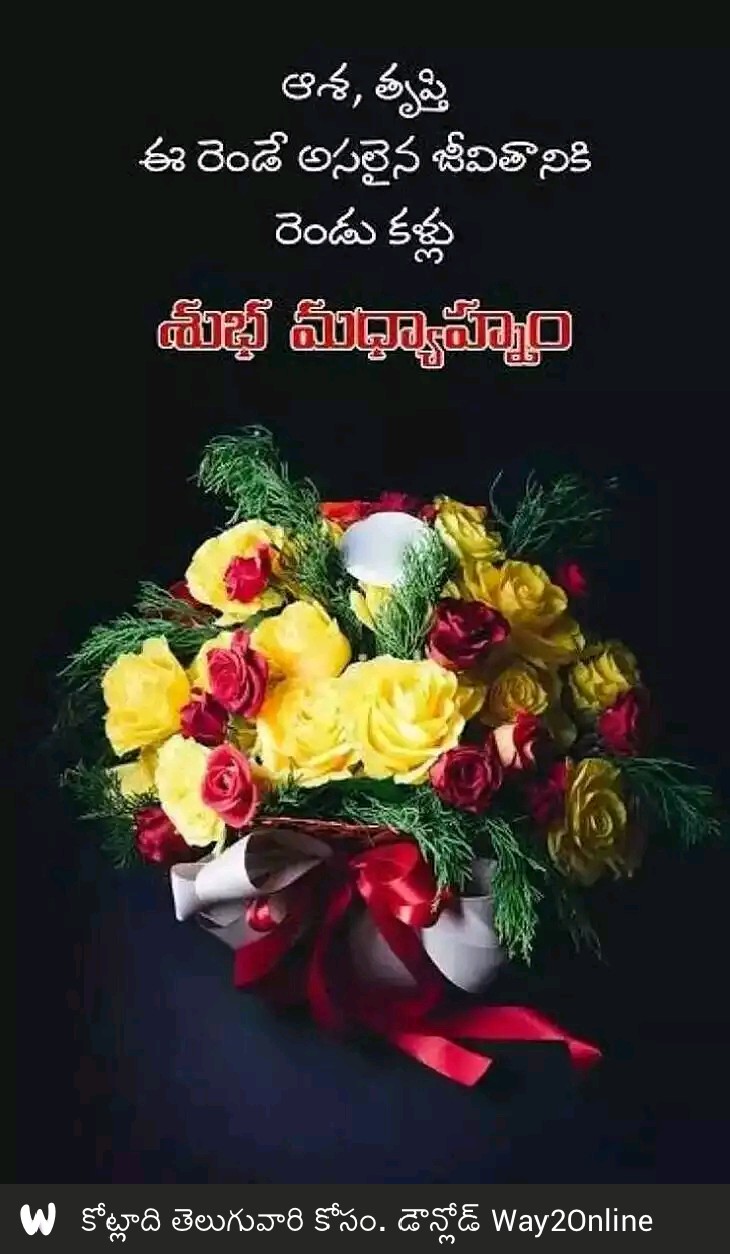 ఆశ, తృప్తి
ఈ రెండే అసలైన జీవితానికి
రెండు కళ్లు
శుభ మధ్యాహ్నం
W కోట్లాది తెలుగువారి కోసం. డౌన్లోడ్ Way2Online